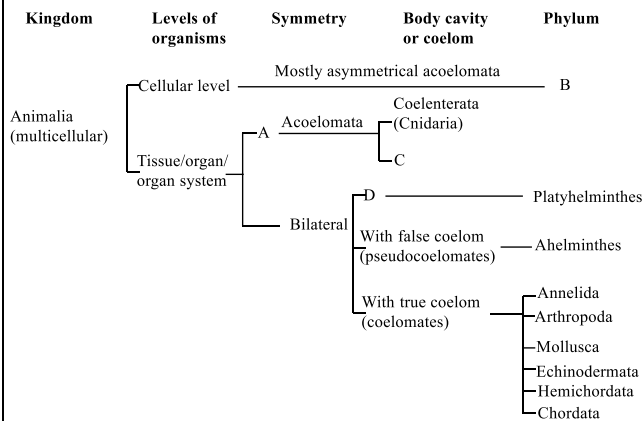 Kingdom Levels of organisms Symmetry Body cavity or coelom Phylum
Cellular level Mostly asymmetrical acoelomata B
Animalia
(multicellular)
Tissue/organ/
organ system
A Acoelomata Coelenterata
(Cnidaria)
C
Bilateral
D Platyhelminthes
With false coelom
(pseudocoelomates)
Ahelminthes
With true coelom
(coelomates)
Annelida
Arthropoda
Mollusca
Echinodermata
Hemichordata
Chordata